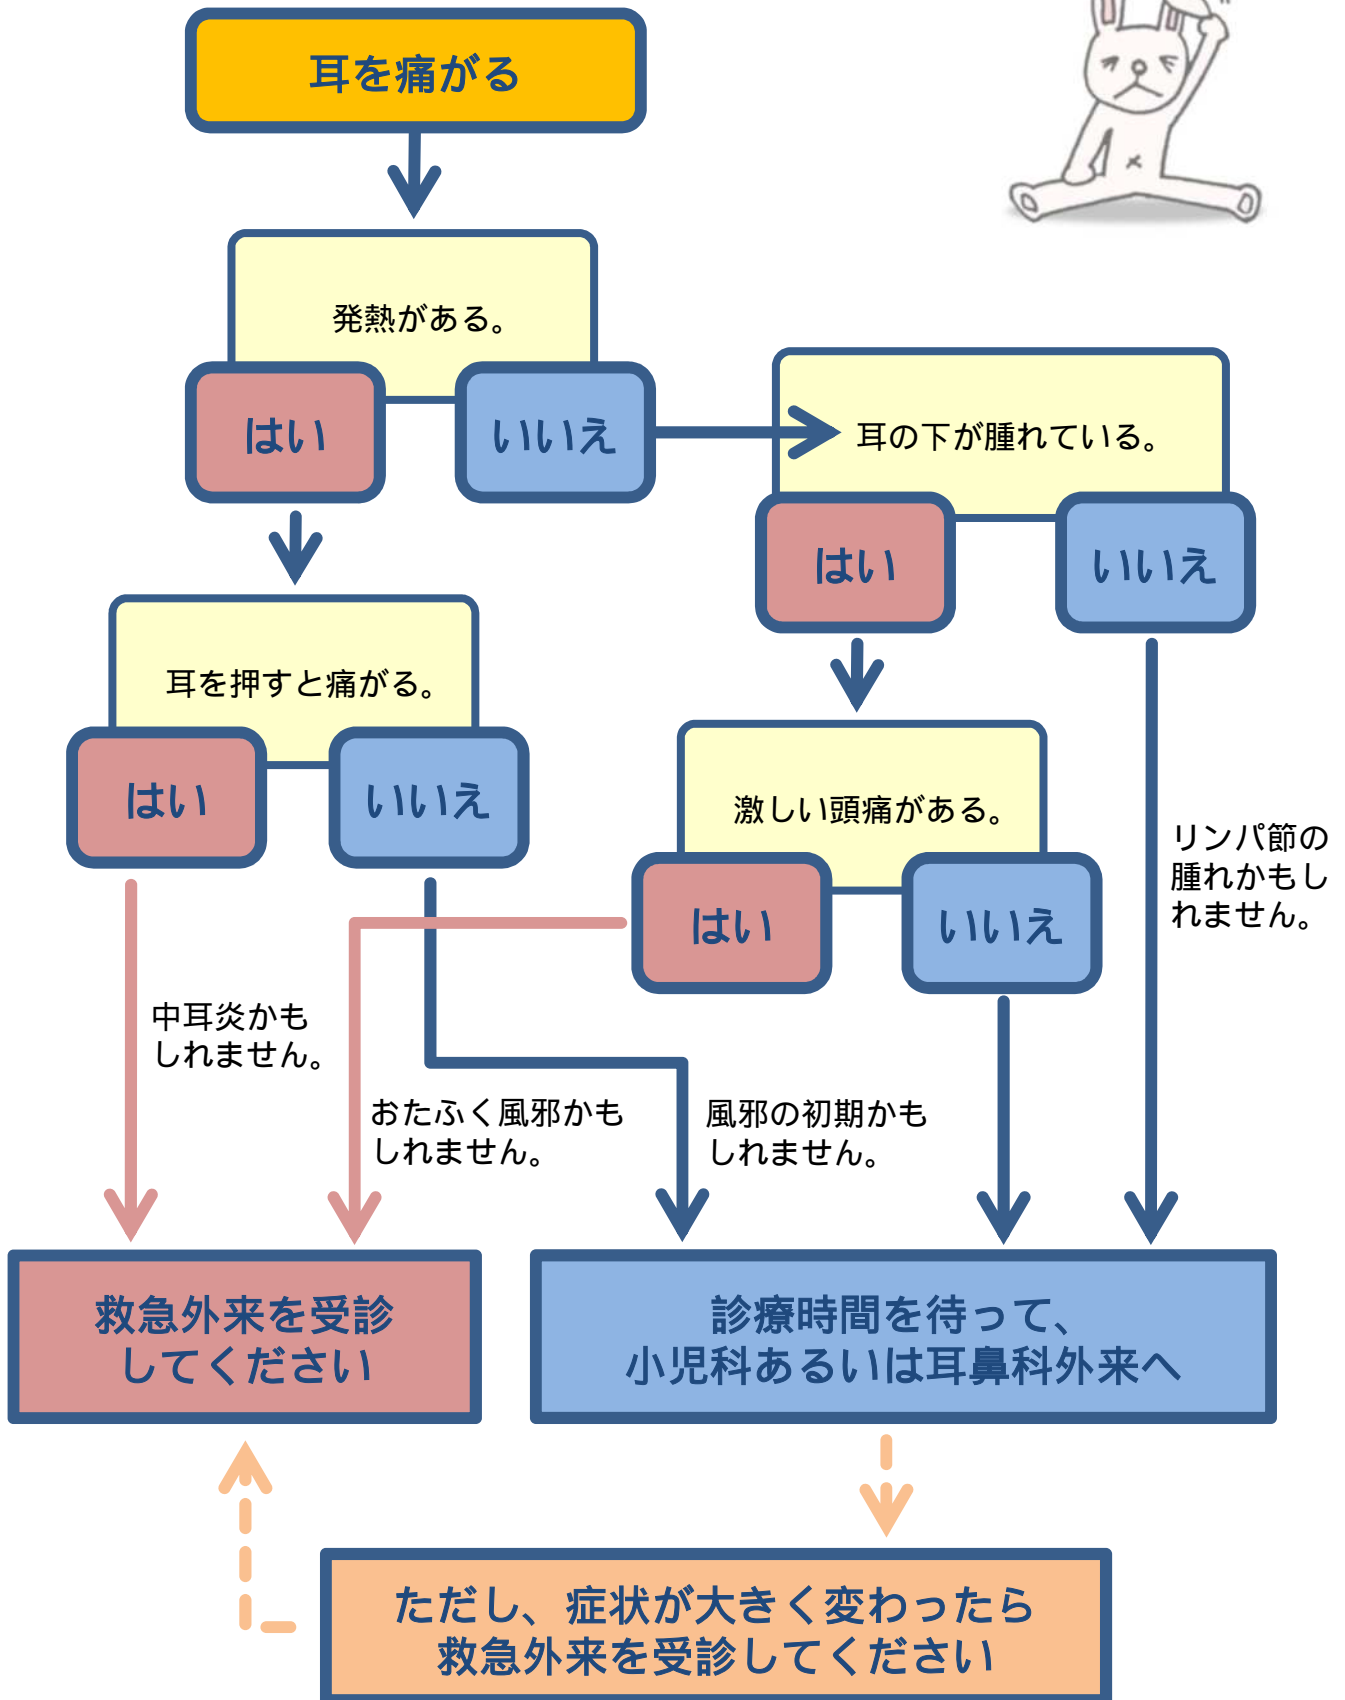 耳を痛がる
発熱がある。
はい
いいえ
耳の下が腫れている。
はい
いいえ
耳を押すと痛がる。
はい
いいえ
激しい頭痛がある。
はい
いいえ
リンパ節の
腫れかもし
れません。
中耳炎かも
しれません。
おたふく風邪かも
しれません。
風邪の初期かも
しれません。
救急外来を受診
してください
診療時間を待って、
小児科あるいは耳鼻科外来へ
ただし、症状が大きく変わったら
救急外来を受診してください